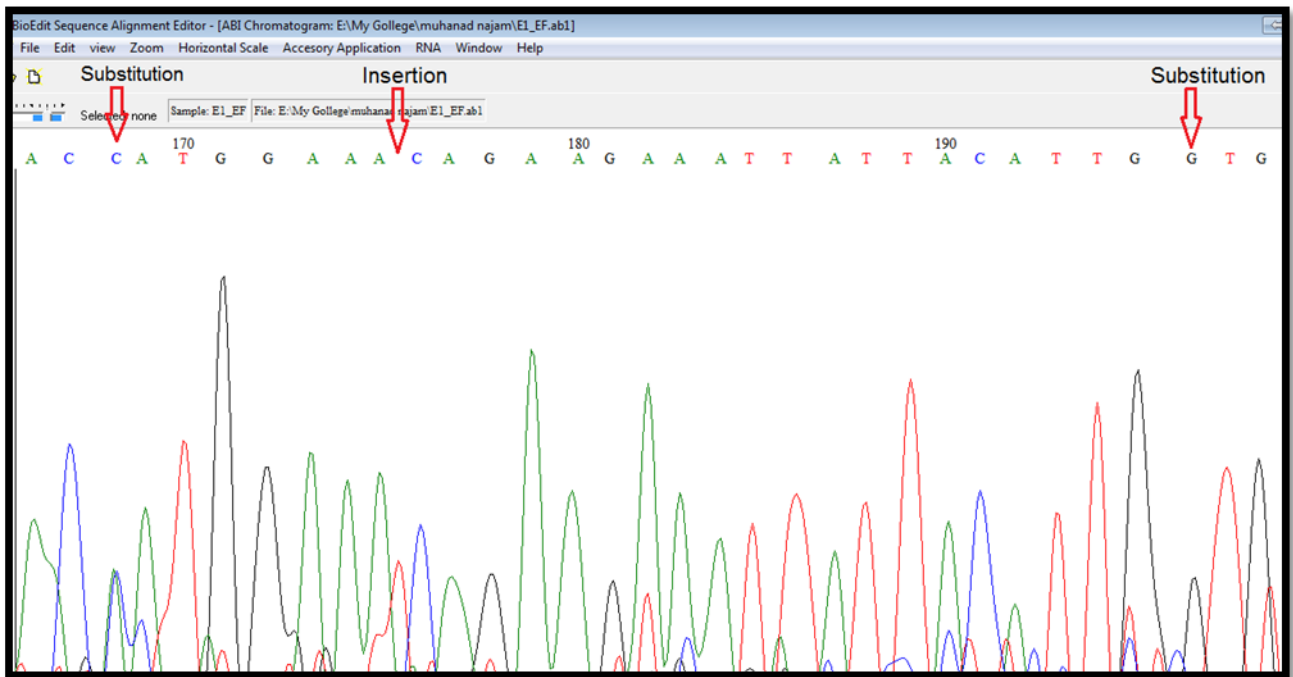 BioEdit Sequence Alignment Editor - [ABI Chromatogram: E:\My Gollege\muhanad najam\E1_EF.ab1]
File Edit view Zoom Horizontal Scale Accesory Application RNA Window Help
Substitution Insertion Substitution
Selected: none Sample: E1_EF File: E:\My Gollege\muhanad najam\E1_EF.ab1
170 180 190
A C C A T G G A A A C A G A A G A A A T T A T T A C A T T G G T G